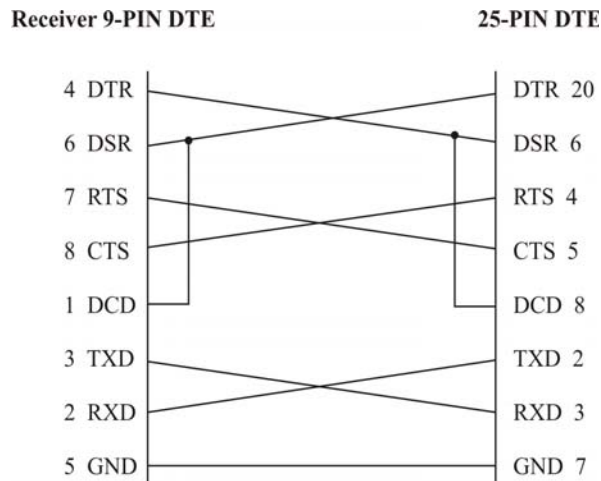 Receiver 9-PIN DTE 25-PIN DTE
4 DTR DTR 20
6 DSR DSR 6
7 RTS RTS 4
8 CTS CTS 5
1 DCD DCD 8
3 TXD TXD 2
2 RXD RXD 3
5 GND GND 7